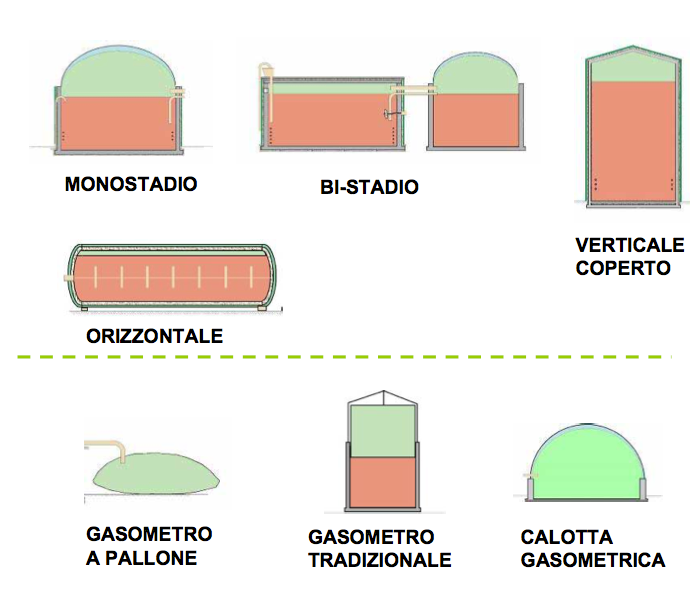 MONOSTADIO
BI-STADIO
VERTICALE
COPERTO
ORIZZONTALE
GASOMETRO
A PALLONE
GASOMETRO
TRADIZIONALE
CALOTTA
GASOMETRICA